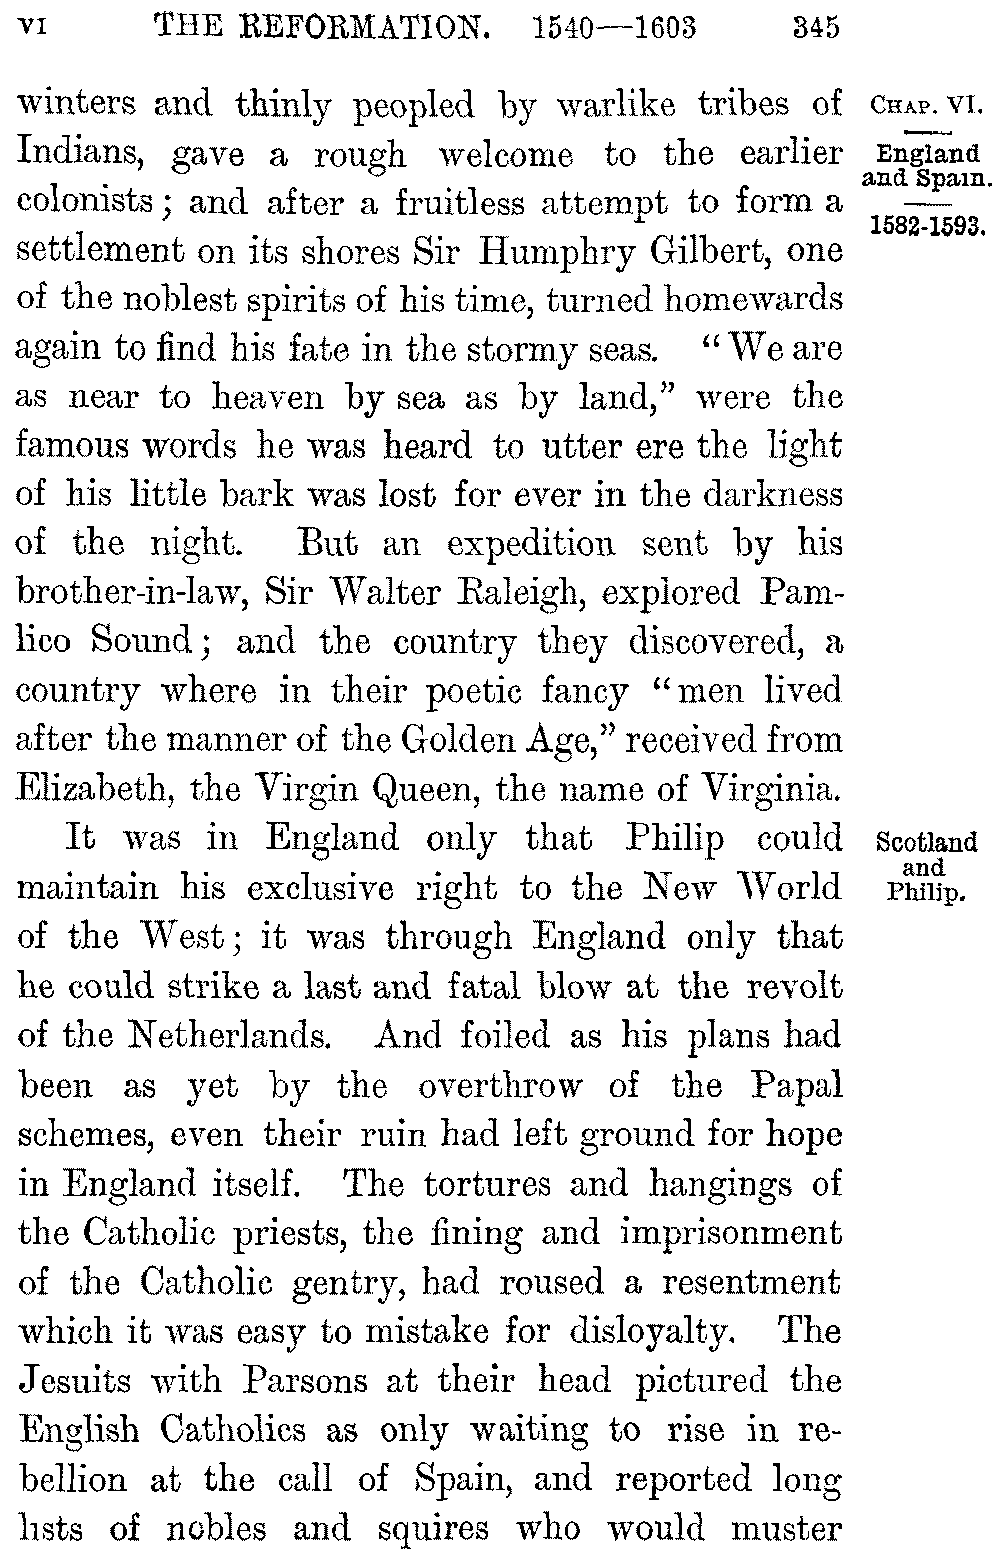 VI THE REFORMATION. 1540—1603 345
winters and thinly peopled by warlike tribes of
Indians, gave a rough welcome to the earlier
colonists; and after a fruitless attempt to form a
settlement on its shores Sir Humphry Gilbert, one
of the noblest spirits of his time, turned homewards
again to find his fate in the stormy seas. "We are
as near to heaven by sea as by land," were the
famous words he was heard to utter ere the light
of his little bark was lost for ever in the darkness
of the night. But an expedition sent by his
brother-in-law, Sir Walter Raleigh, explored Pam-
lico Sound; and the country they discovered, a
country where in their poetic fancy "men lived
after the manner of the Golden Age," received from
Elizabeth, the Virgin Queen, the name of Virginia.
It was in England only that Philip could
maintain his exclusive right to the New World
of the West; it was through England only that
he could strike a last and fatal blow at the revolt
of the Netherlands. And foiled as his plans had
been as yet by the overthrow of the Papal
schemes, even their ruin had left ground for hope
in England itself. The tortures and hangings of
the Catholic priests, the fining and imprisonment
of the Catholic gentry, had roused a resentment
which it was easy to mistake for disloyalty. The
Jesuits with Parsons at their head pictured the
English Catholics as only waiting to rise in re-
bellion at the call of Spain, and reported long
lists of nobles and squires who would muster
CHAP. VI.
England
and Spain.
1582-1593.
Scotland
and
Philip.